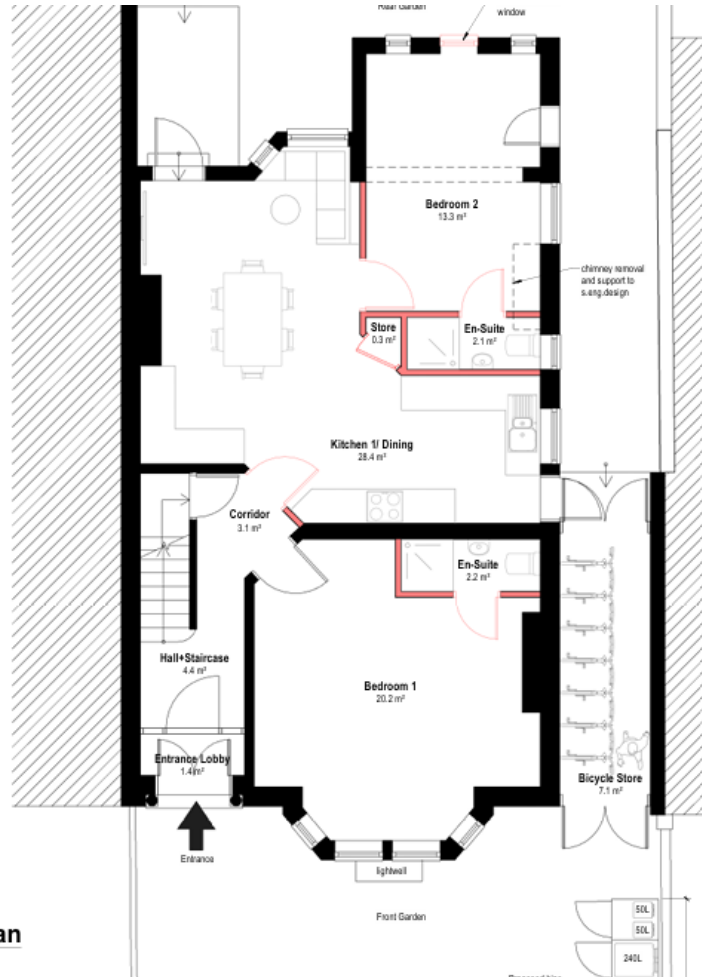 Rear Garden
window
Bedroom 2
13.3 m²
chimney removal
and support to
s.eng.design
Store
0.3 m²
En-Suite
2.1 m²
Kitchen 1/ Dining
28.4 m²
Corridor
3.1 m²
En-Suite
2.2 m²
Hall+Staircase
4.4 m²
Bedroom 1
20.2 m²
Entrance Lobby
1.4 m²
Bicycle Store
7.1 m²
Entrance
lightwell
Front Garden
50L
50L
240L
an